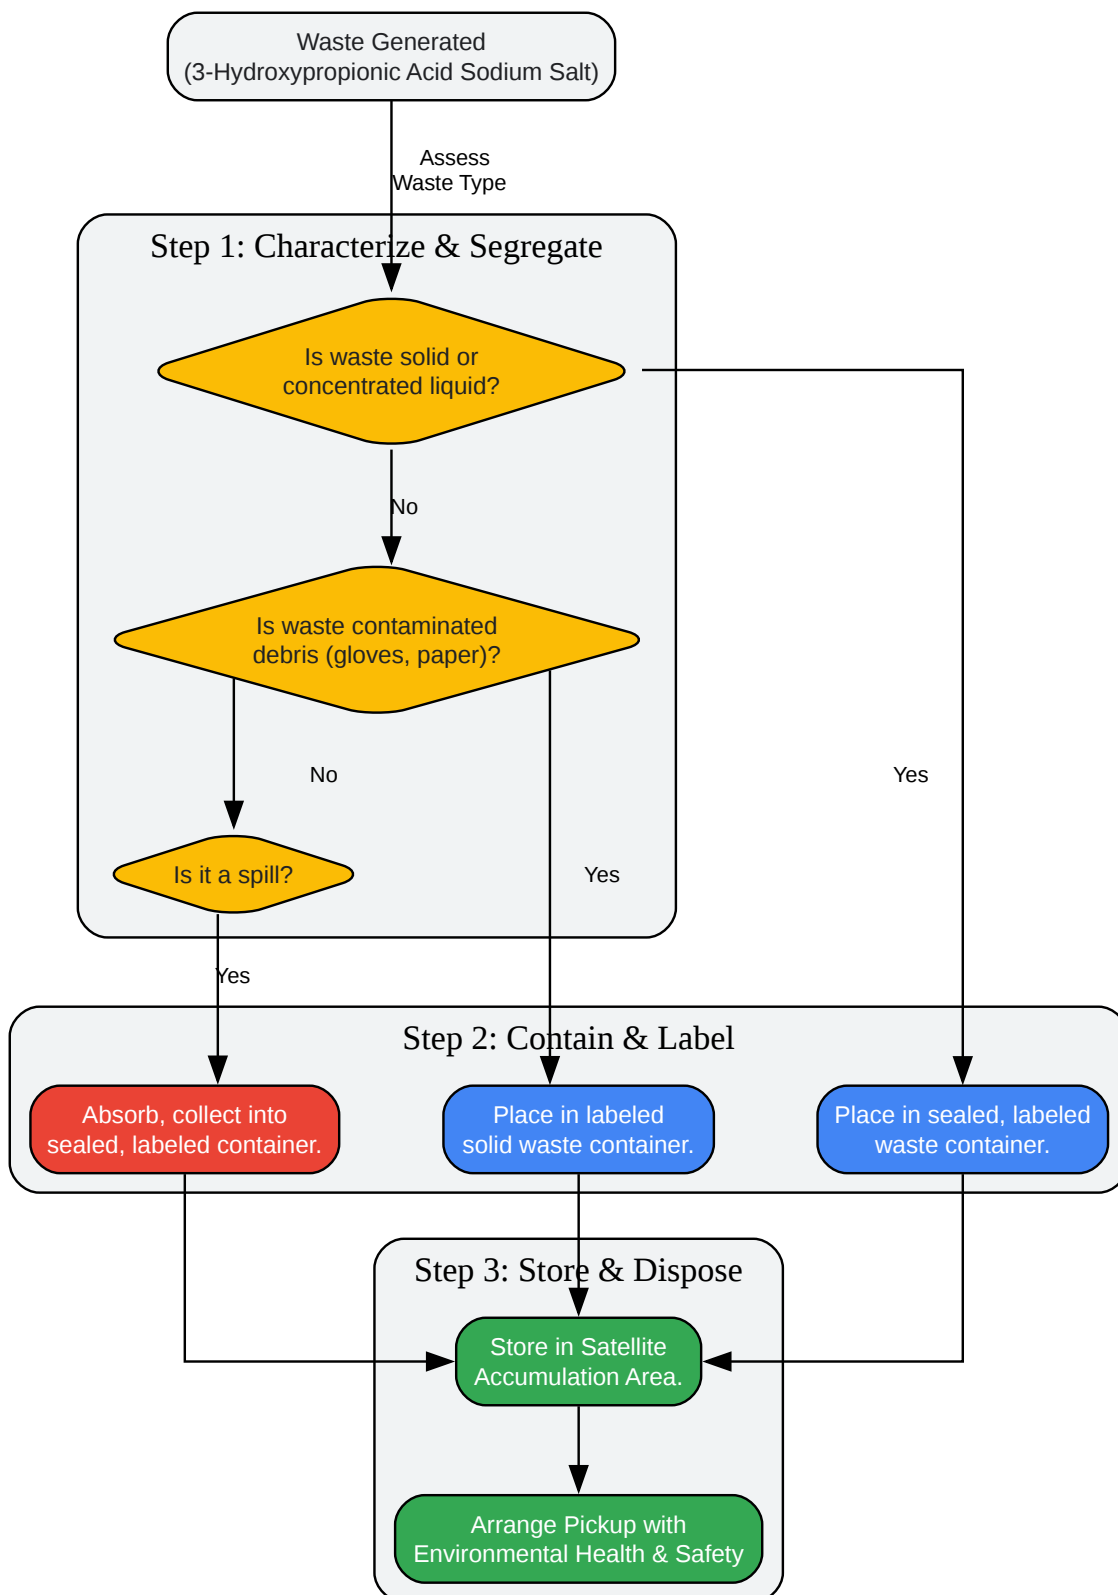 Waste Generated
(3-Hydroxypropionic Acid Sodium Salt)
Assess
Waste Type
Step 1: Characterize & Segregate
Is waste solid or
concentrated liquid?
No
Is waste contaminated
debris (gloves, paper)?
No
Yes
Is it a spill?
Yes
Yes
Step 2: Contain & Label
Absorb, collect into
sealed, labeled container.
Place in labeled
solid waste container.
Place in sealed, labeled
waste container.
Step 3: Store & Dispose
Store in Satellite
Accumulation Area.
Arrange Pickup with
Environmental Health & Safety